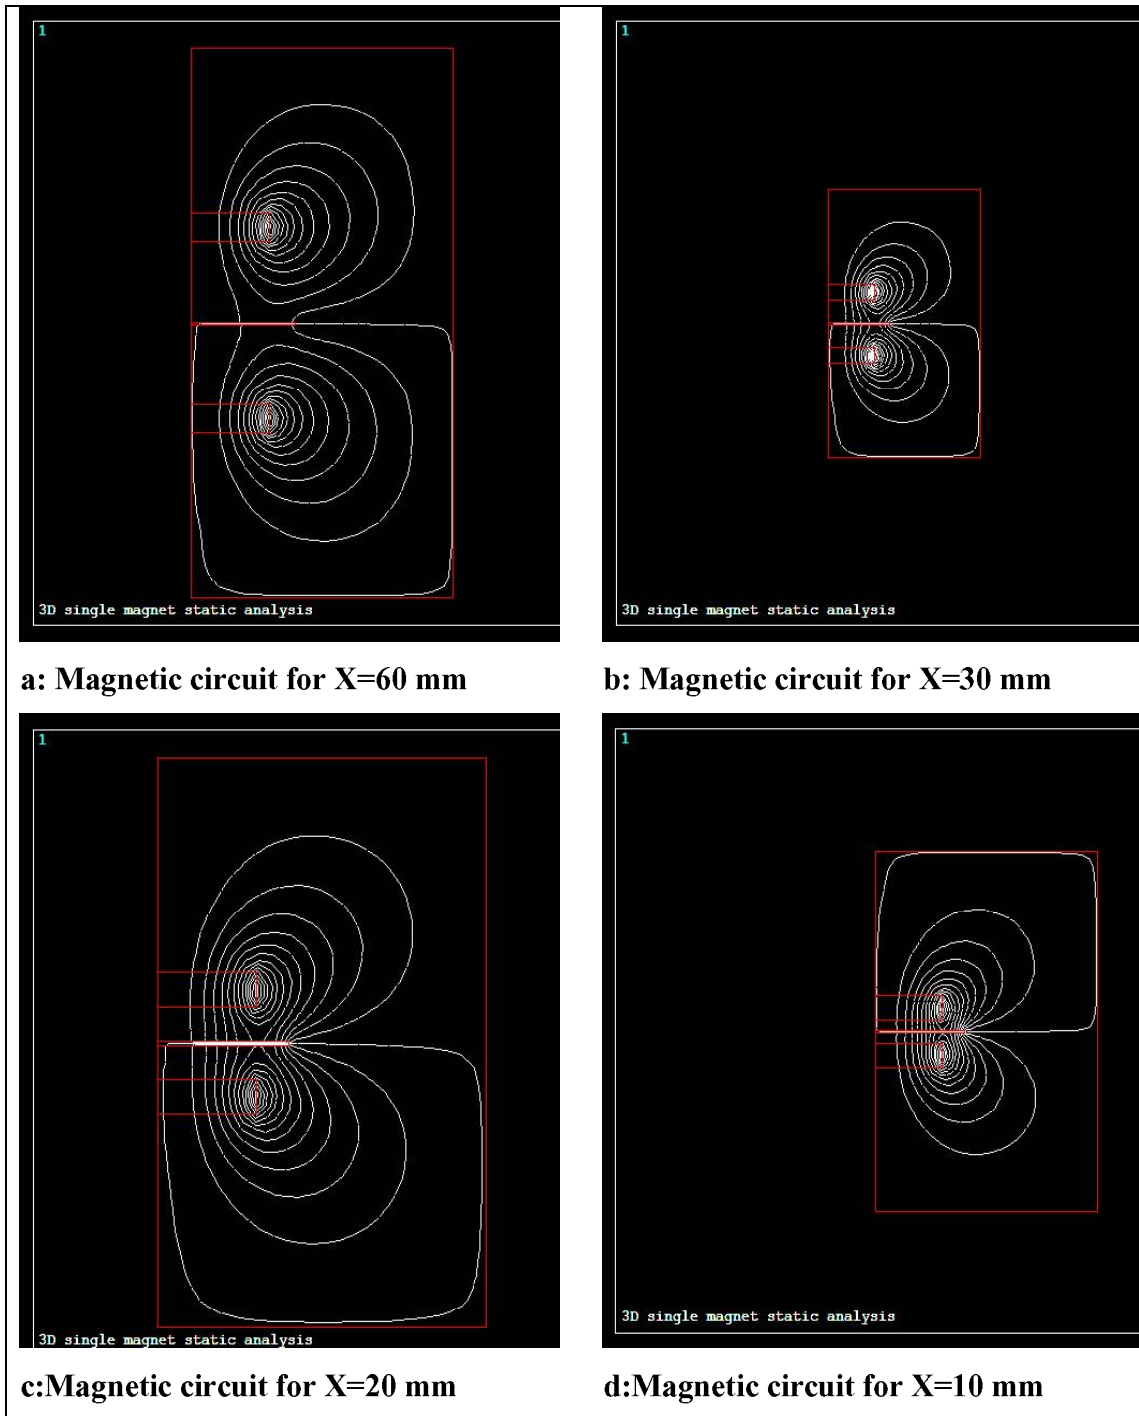 1
3D single magnet static analysis
a: Magnetic circuit for X=60 mm
1
3D single magnet static analysis
b: Magnetic circuit for X=30 mm
1
3D single magnet static analysis
c:Magnetic circuit for X=20 mm
1
3D single magnet static analysis
d:Magnetic circuit for X=10 mm